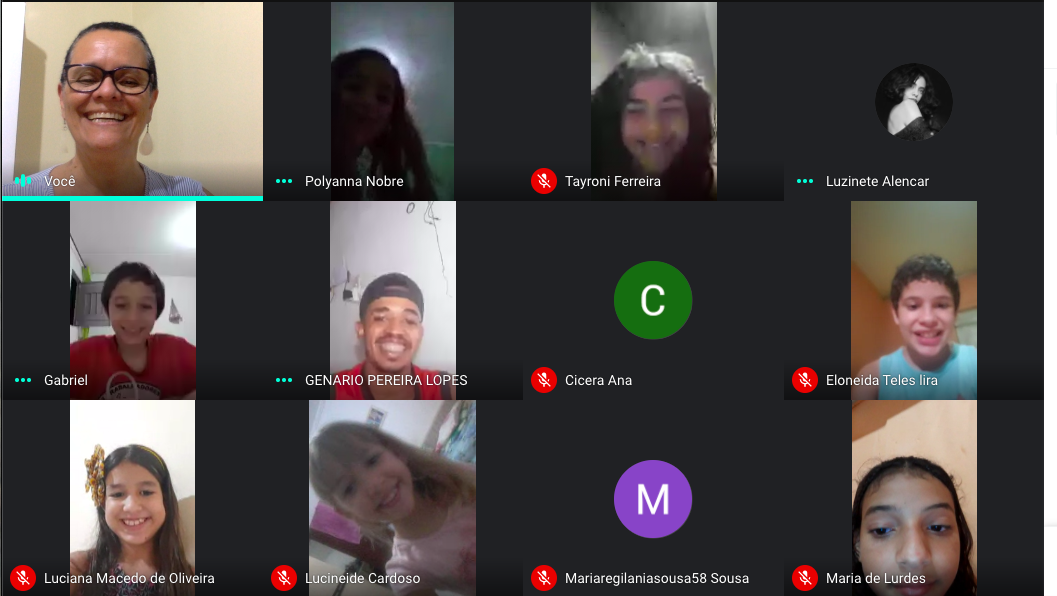 Você
Polyanna Nobre
Tayroni Ferreira
Luzinete Alencar
Gabriel
GENARIO PEREIRA LOPES
C
Cicera Ana
Eloneida Teles lira
Luciana Macedo de Oliveira
Lucineide Cardoso
M
Mariaregilaniasousa58 Sousa
Maria de Lurdes